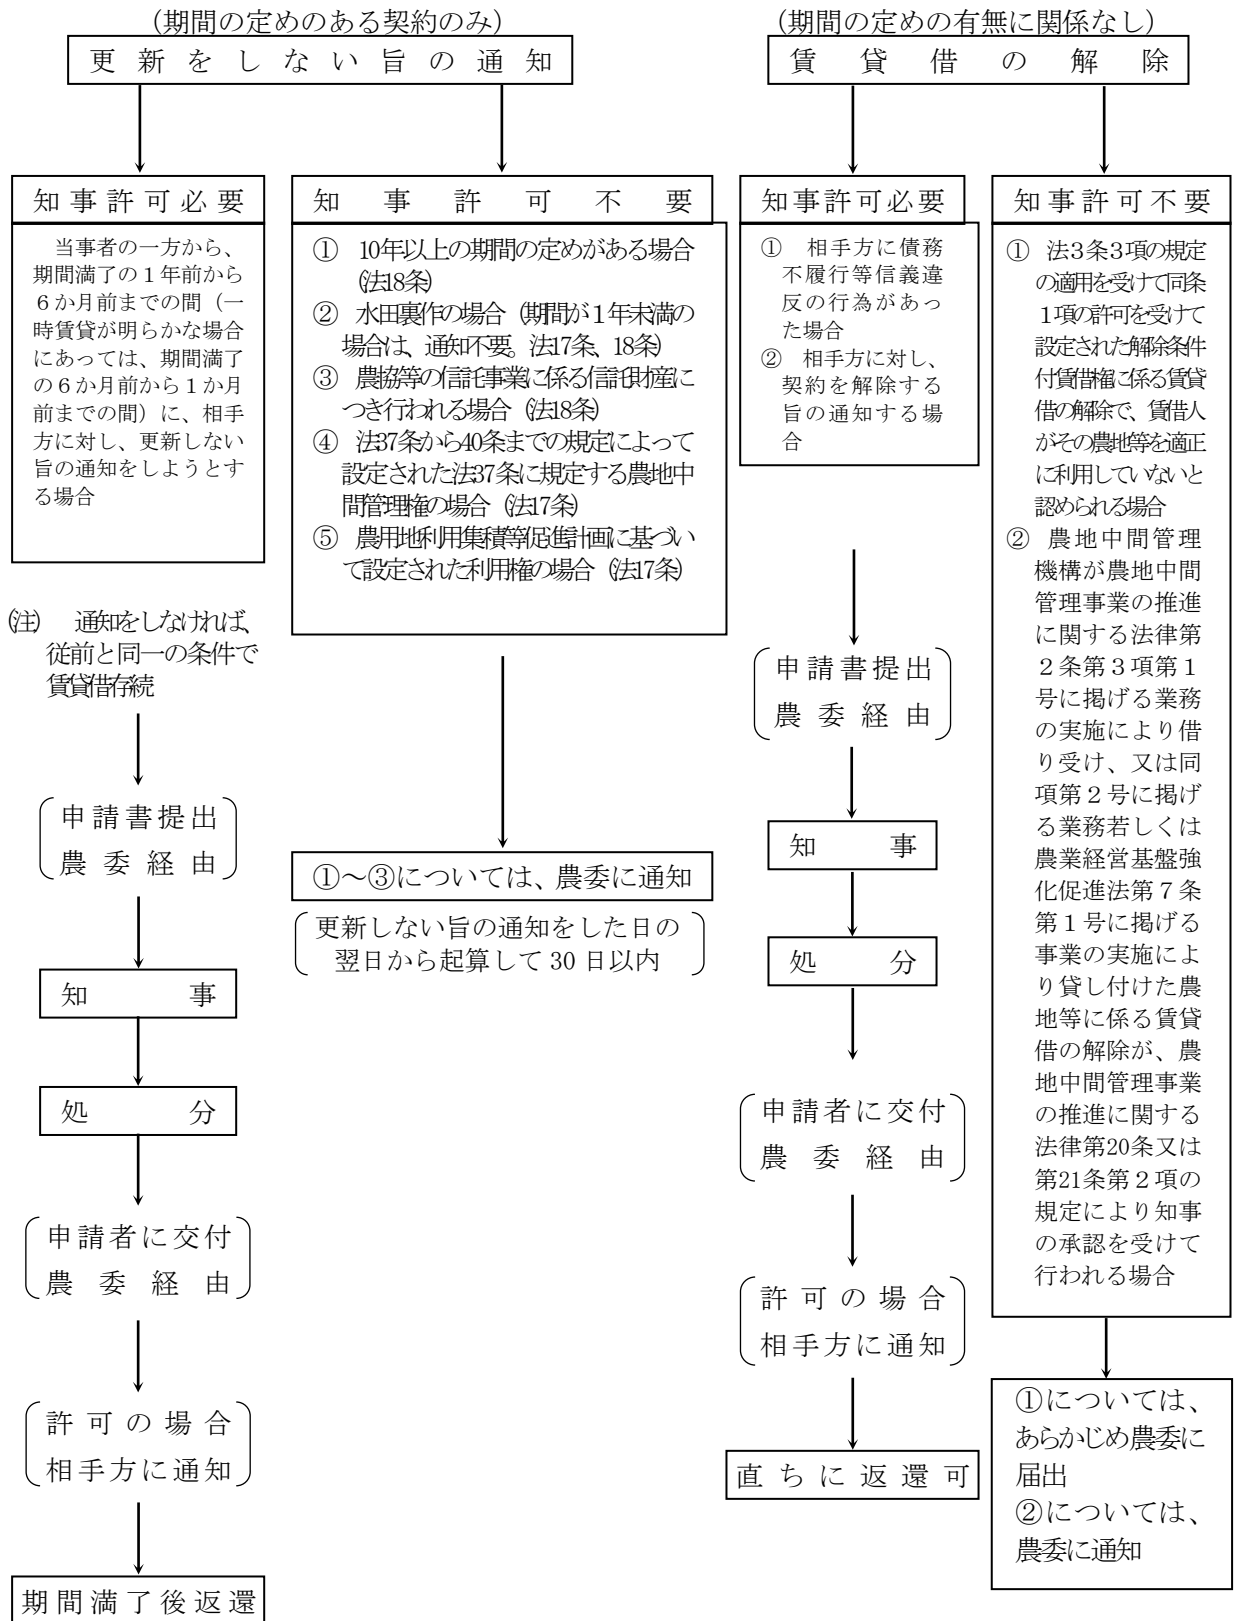 (期間の定めのある契約のみ)
更新をしない旨の通知
知事許可必要
当事者の一方から、
期間満了の１年前から
６か月前までの間（一
時賃貸が明らかな場合
にあっては、期間満了
の６か月前から１か月
前までの間）に、相手
方に対し、更新しない
旨の通知をしようとす
る場合
(注)　通知をしなければ、
従前と同一の条件で
賃貸借存続
申請書提出
農委経由
知事
処分
申請者に交付
農委経由
許可の場合
相手方に通知
期間満了後返還
知事許可不要
①　10年以上の期間の定めがある場合
(法18条)
②　水田裏作の場合（期間が１年未満の
場合は、通知不要。法17条、18条）
③　農協等の信託事業に係る信託財産に
つき行われる場合（法18条）
④　法37条から40条までの規定によって
設定された法37条に規定する農地中
間管理権の場合（法17条）
⑤　農用地利用集積等促進計画に基づい
て設定された利用権の場合（法17条）
①～③については、農委に通知
更新しない旨の通知をした日の
翌日から起算して 30 日以内
(期間の定めの有無に関係なし)
賃貸借の解除
知事許可必要
①　相手方に債務
不履行等信義違
反の行為があっ
た場合
②　相手方に対し、
契約を解除する
旨の通知する場
合
申請書提出
農委経由
知事
処分
申請者に交付
農委経由
許可の場合
相手方に通知
直ちに返還可
知事許可不要
①　法３条３項の規定
の適用を受けて同条
１項の許可を受けて
設定された解除条件
付賃借権に係る賃貸
借の解除で、賃借人
がその農地等を適正
に利用していないと
認められる場合
②　農地中間管理
機構が農地中間
管理事業の推進
に関する法律第
２条第３項第１
号に掲げる業務
の実施により借
り受け、又は同
項第２号に掲げ
る業務若しくは
農業経営基盤強
化促進法第７条
第１号に掲げる
事業の実施によ
り貸し付けた農
地等に係る賃貸
借の解除が、農
地中間管理事業
の推進に関する
法律第20条又は
第21条第２項の
規定により知事
の承認を受けて
行われる場合
①については、
あらかじめ農委に
届出
②については、
農委に通知